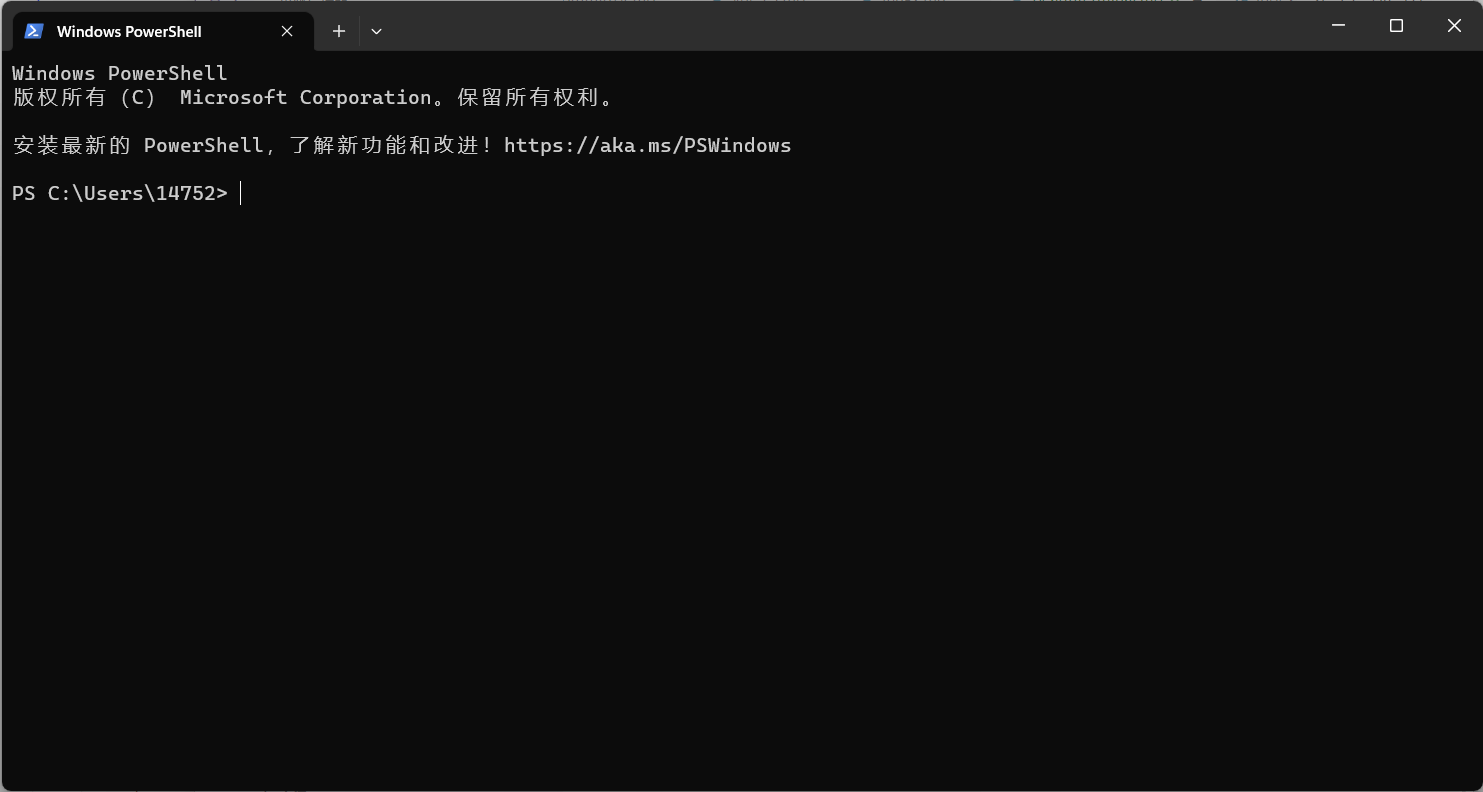 Windows PowerShell
Windows PowerShell
版权所有（C） Microsoft Corporation。保留所有权利。
安装最新的 PowerShell，了解新功能和改进！https://aka.ms/PSWindows
PS C:\Users\14752>